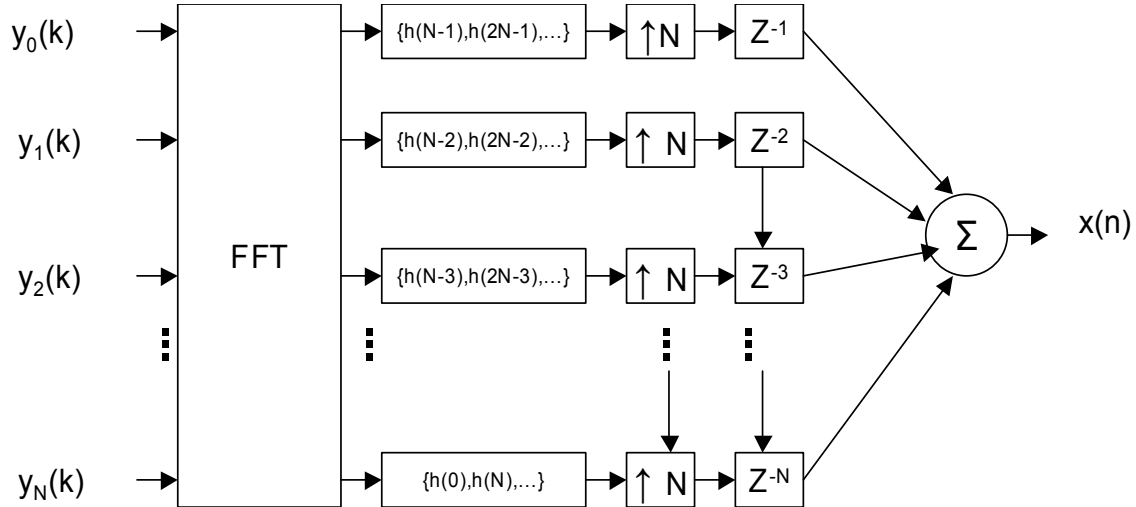 y0(k) {h(N-1),h(2N-1),...} ↑N Z-1
y1(k) {h(N-2),h(2N-2),...} ↑ N Z-2
Σ x(n)
FFT
y2(k) {h(N-3),h(2N-3),...} ↑ N Z-3
yN(k) {h(0),h(N),...} ↑ N Z-N